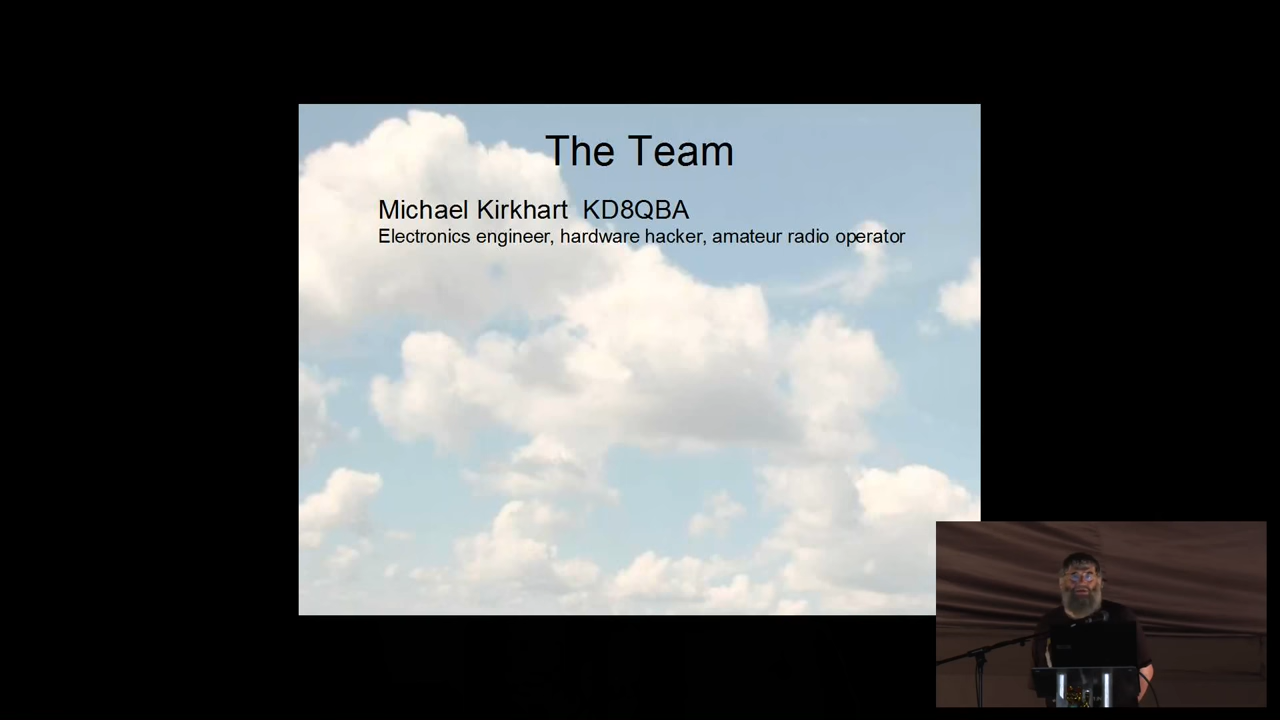 The Team
Michael Kirkhart KD8QBA
Electronics engineer, hardware hacker, amateur radio operator